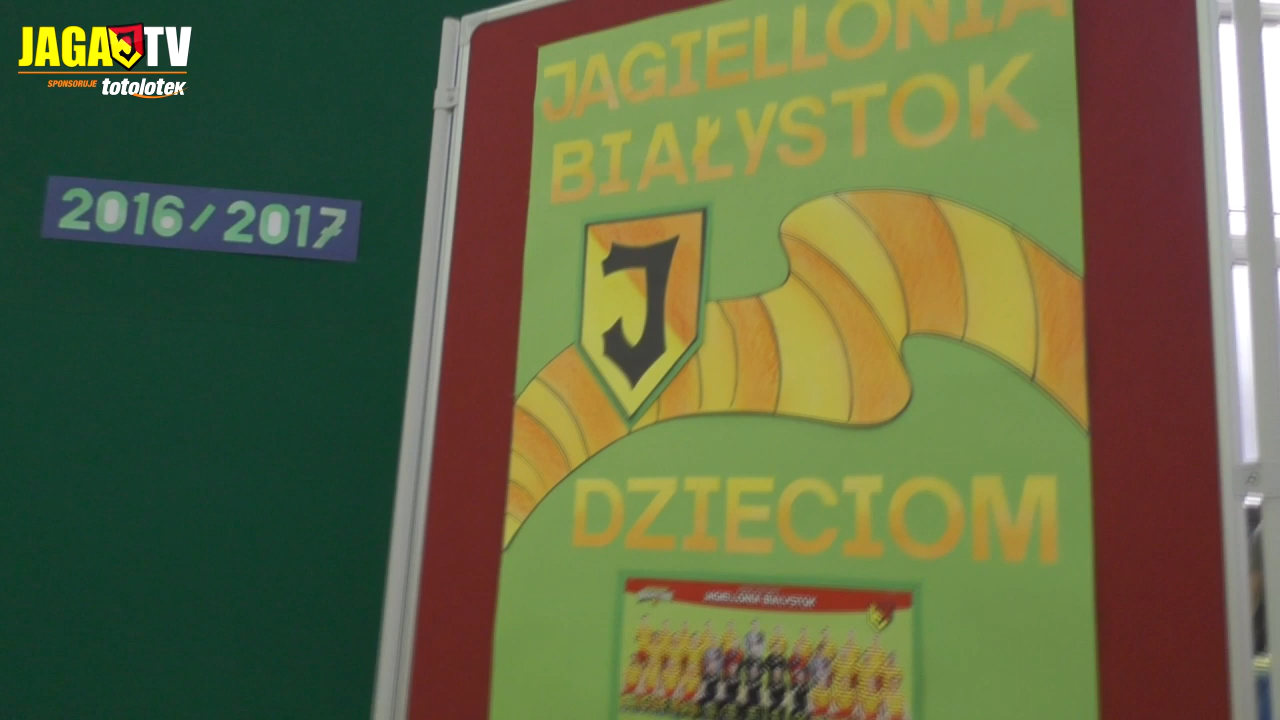 JAGA TV
SPONSORUJE totolotek
2016/2017
JAGIELLONIA
BIAŁYSTOK
J
DZIECIOM
JAGIELLONIA BIAŁYSTOK